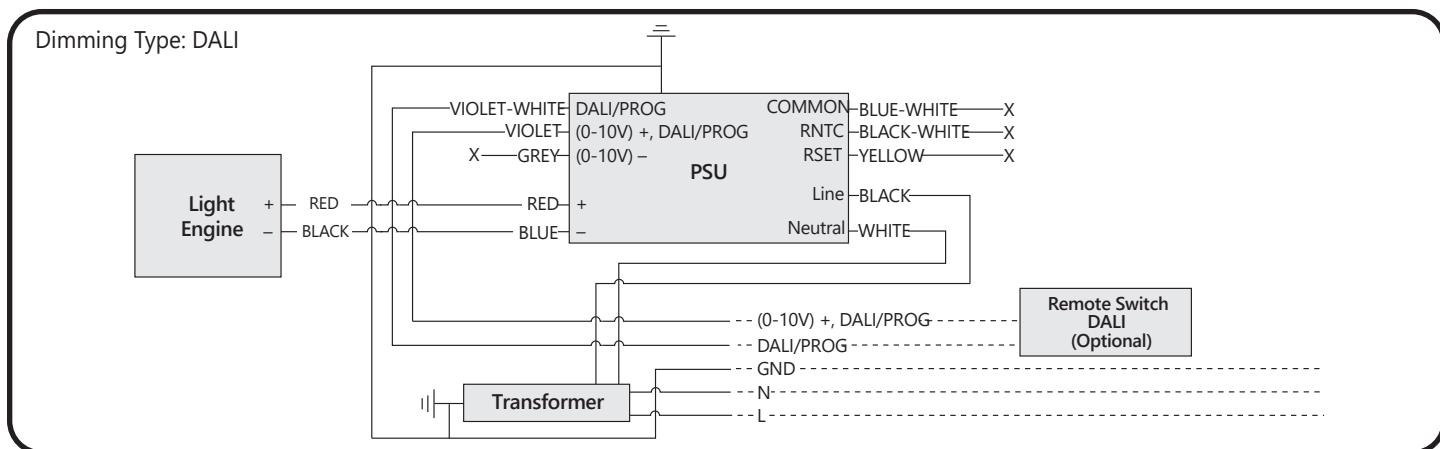 Dimming Type: DALI
VIOLET-WHITE DALI/PROG COMMON BLUE-WHITE X
VIOLET (0-10V) +, DALI/PROG RNTC BLACK-WHITE X
X GREY (0-10V) – RSET YELLOW X
PSU
Light Engine
+ RED RED + Line BLACK
– BLACK BLUE – Neutral WHITE
(0-10V) +, DALI/PROG
DALI/PROG
Remote Switch
DALI
(Optional)
GND
Transformer
N
L